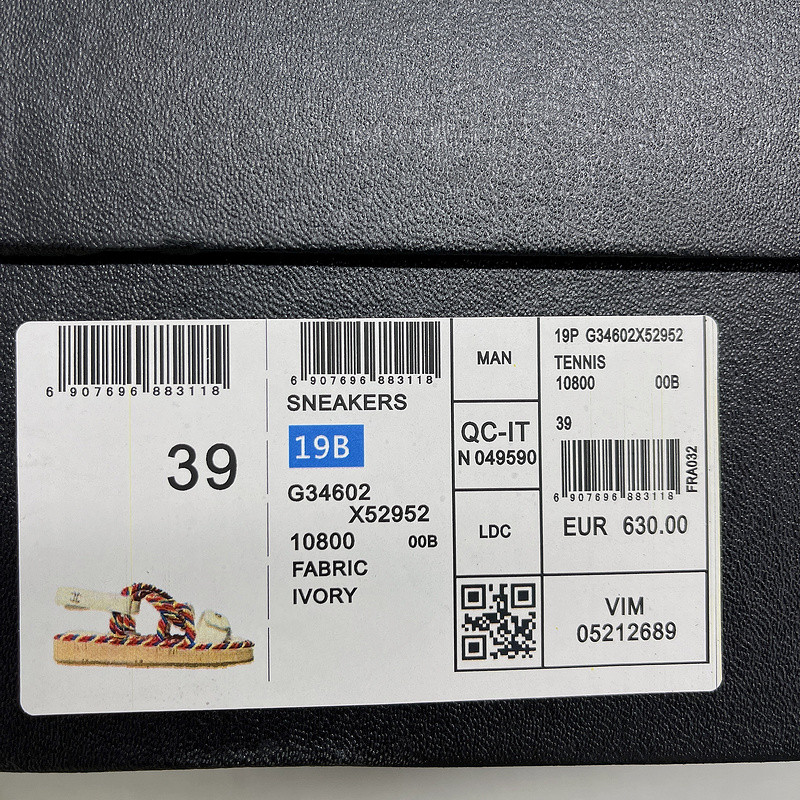 6 907696 883118
39
6 907696 883118
SNEAKERS
19B
G34602
X52952
10800 00B
FABRIC
IVORY
MAN
QC-IT
N 049590
LDC
19P G34602X52952
TENNIS
10800 00B
39
6 907696 883118
FRA032
EUR 630.00
VIM
05212689